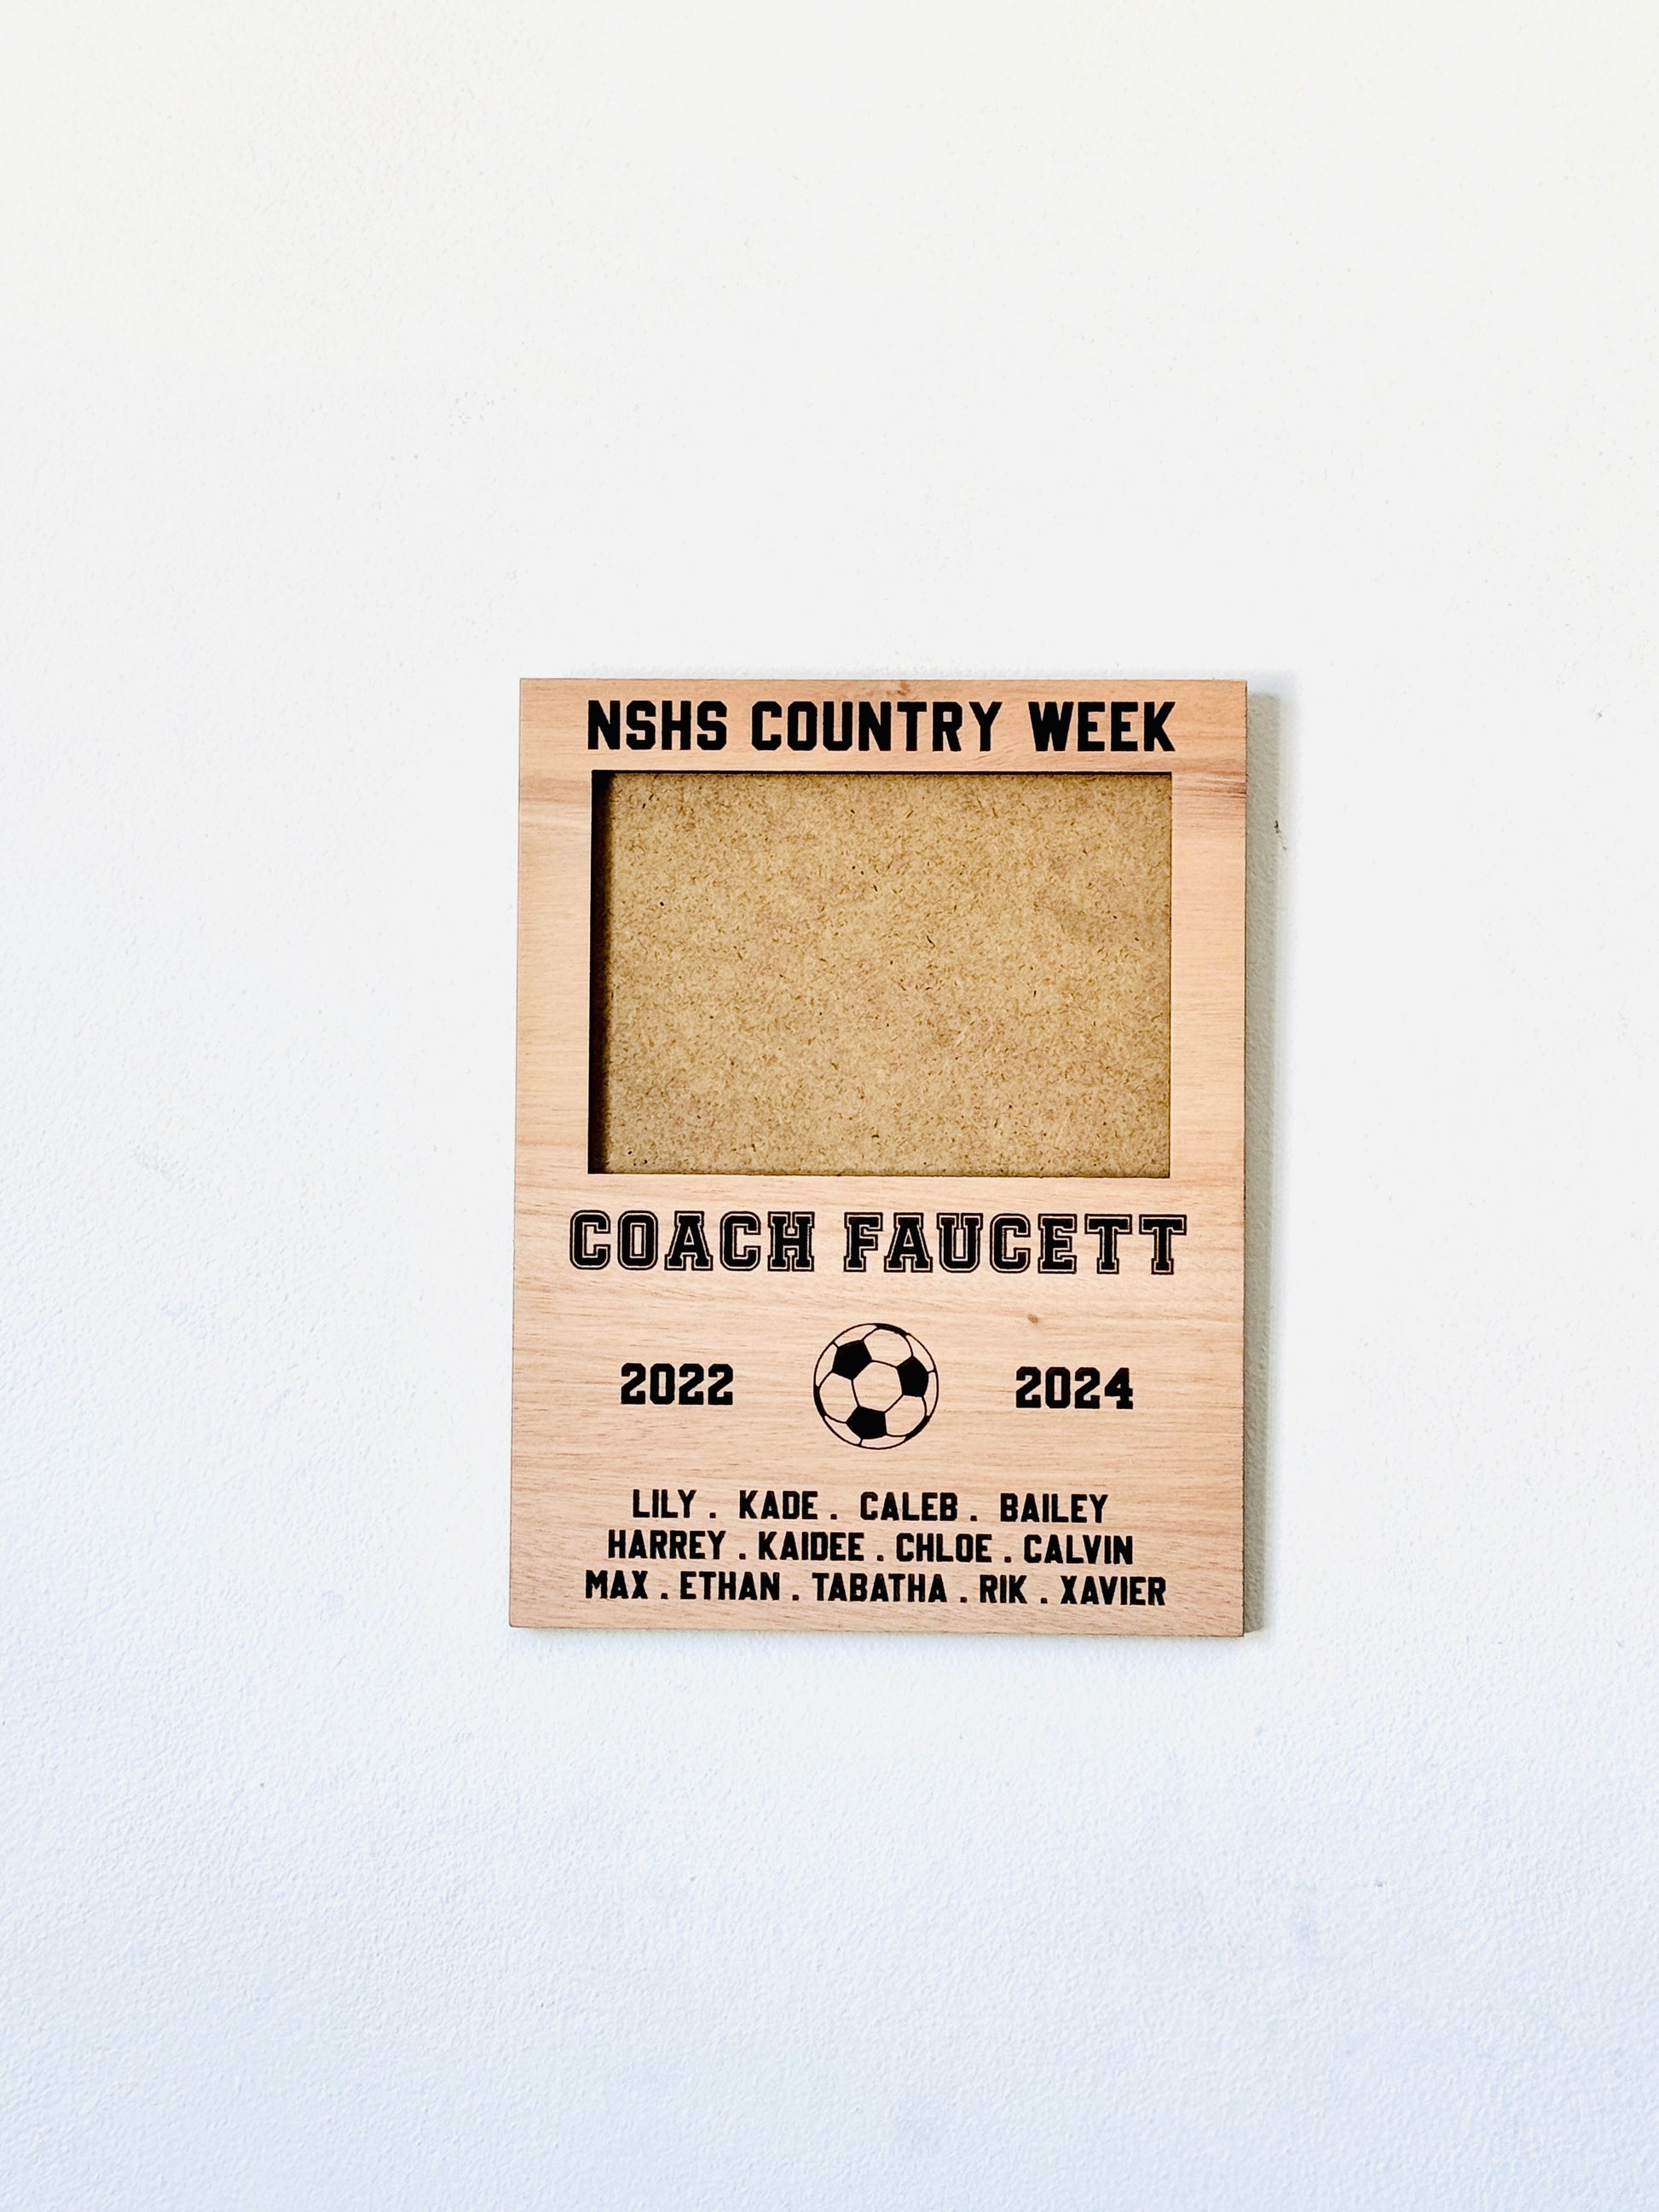 NSHS COUNTRY WEEK
COACH FAUCETT
2022 2024
LILY . KADE . CALEB . BAILEY
HARREY . KAIDEE . CHLOE . CALVIN
MAX . ETHAN . TABATHA . RIK . XAVIER